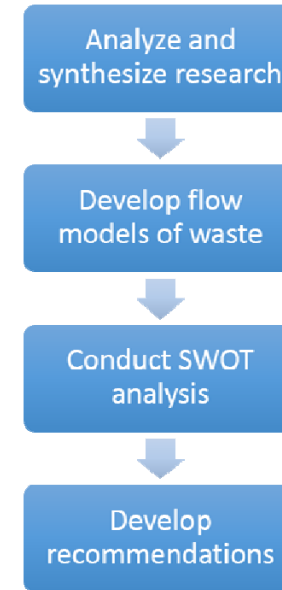 Analyze and
synthesize research
Develop flow
models of waste
Conduct SWOT
analysis
Develop
recommendations